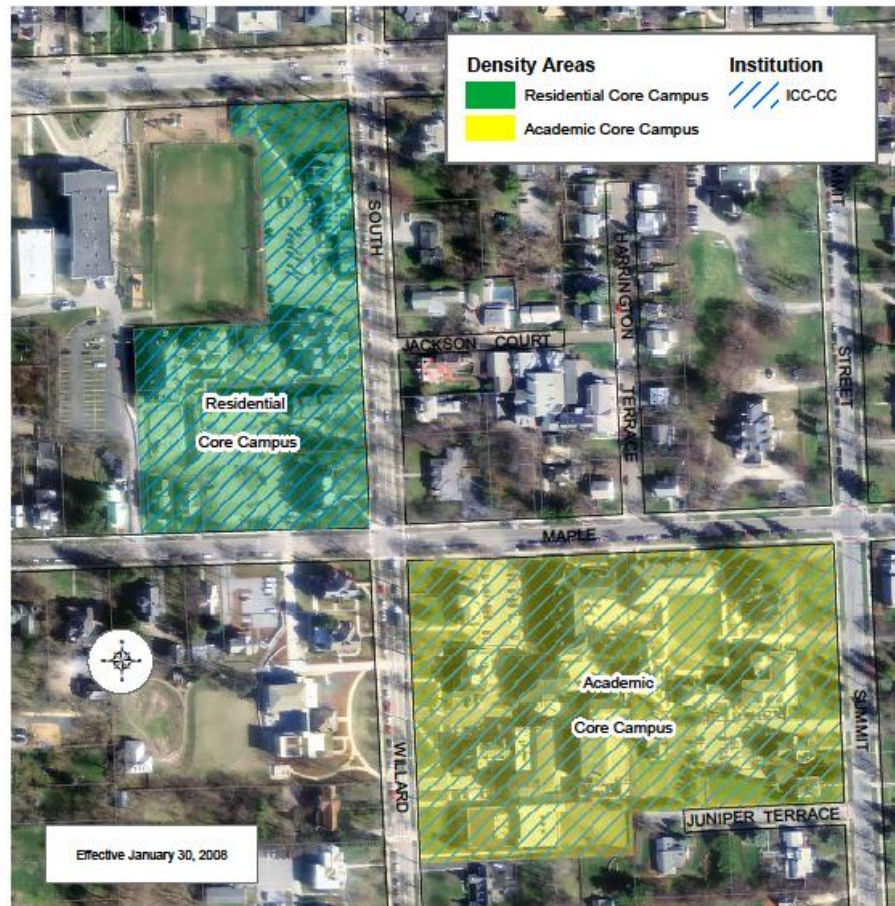 Density Areas
Institution
Residential Core Campus
ICC-CC
Academic Core Campus
SOUTH
HARRINGTON
TERRACE
SUMMIT
STREET
JACKSON COURT
Residential
Core Campus
MAPLE
Academic
Core Campus
SUMMIT
WILLARD
JUNIPER TERRACE
Effective January 30, 2008